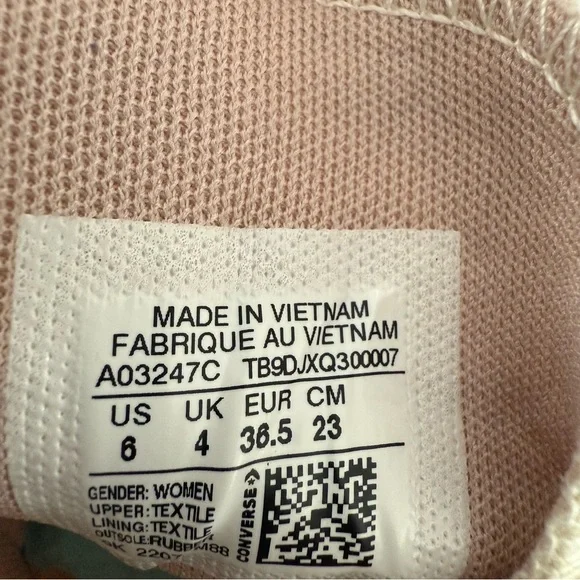 MADE IN VIETNAM
FABRIQUE AU VIETNAM
A03247C TB9DJXQ300007
US UK EUR CM
6 4 36.5 23
GENDER: WOMEN
UPPER: TEXTILE
LINING: TEXTILE
OUTSOLE:
CONVERSE